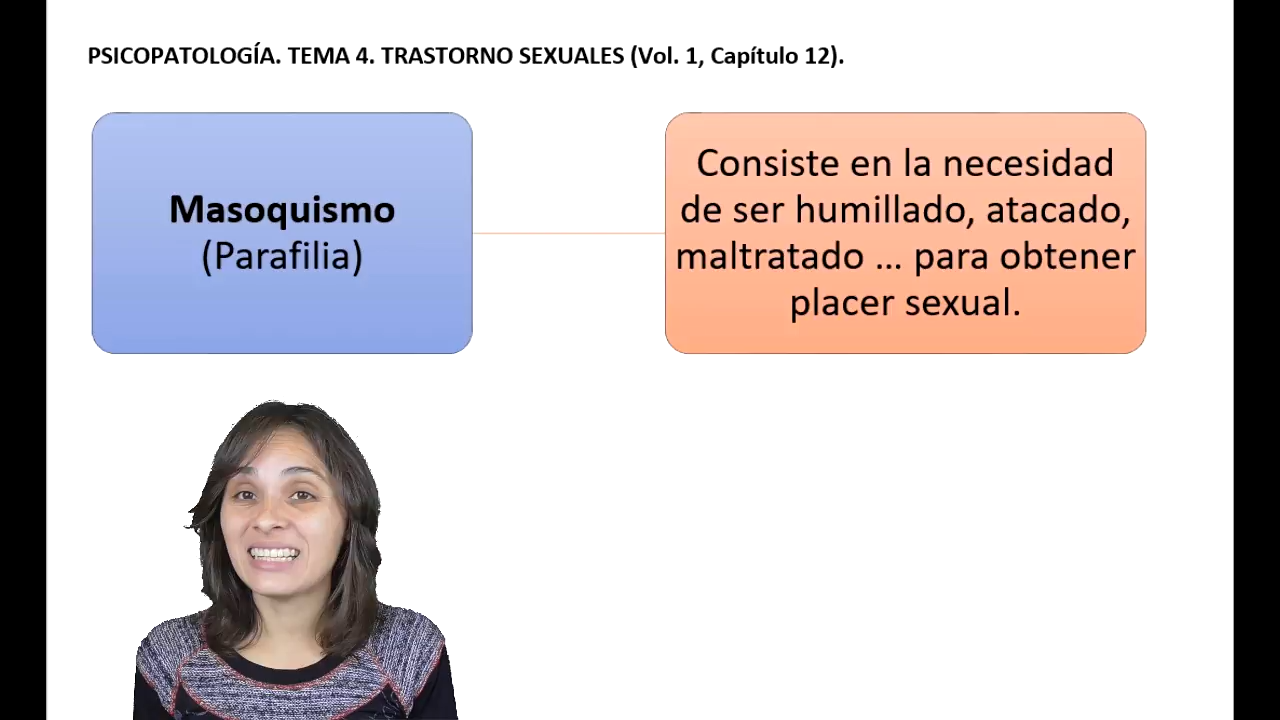 PSICOPATOLOGÍA. TEMA 4. TRASTORNO SEXUALES (Vol. 1, Capítulo 12).
Masoquismo
(Parafilia)
Consiste en la necesidad
de ser humillado, atacado,
maltratado ... para obtener
placer sexual.